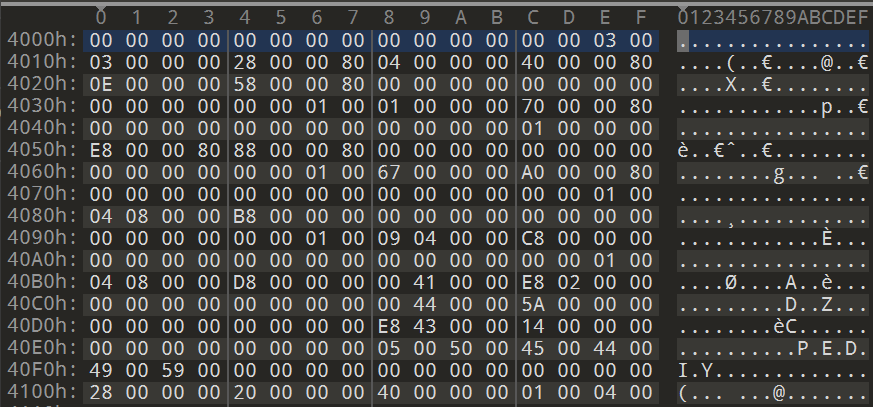 0 1 2 3 4 5 6 7 8 9 A B C D E F 0123456789ABCDEF
4000h: 00 00 00 00 00 00 00 00 00 00 00 00 00 00 03 00 ................
4010h: 03 00 00 00 28 00 00 80 04 00 00 00 40 00 00 80 ....(..€....@..€
4020h: 0E 00 00 00 58 00 00 80 00 00 00 00 00 00 00 00 ....X..€........
4030h: 00 00 00 00 00 00 01 00 01 00 00 00 70 00 00 80 ............p..€
4040h: 00 00 00 00 00 00 00 00 00 00 00 00 01 00 00 00 ................
4050h: E8 00 00 80 88 00 00 80 00 00 00 00 00 00 00 00 è..€ˆ..€........
4060h: 00 00 00 00 00 00 01 00 67 00 00 00 A0 00 00 80 ........g... ..€
4070h: 00 00 00 00 00 00 00 00 00 00 00 00 00 00 01 00 ................
4080h: 04 08 00 00 B8 00 00 00 00 00 00 00 00 00 00 00 ....¸...........
4090h: 00 00 00 00 00 00 01 00 09 04 00 00 C8 00 00 00 ............È...
40A0h: 00 00 00 00 00 00 00 00 00 00 00 00 00 00 01 00 ................
40B0h: 04 08 00 00 D8 00 00 00 00 41 00 00 E8 02 00 00 ....Ø....A..è...
40C0h: 00 00 00 00 00 00 00 00 00 44 00 00 5A 00 00 00 .........D..Z...
40D0h: 00 00 00 00 00 00 00 00 E8 43 00 00 14 00 00 00 ........èC......
40E0h: 00 00 00 00 00 00 00 00 05 00 50 00 45 00 44 00 ..........P.E.D.
40F0h: 49 00 59 00 00 00 00 00 00 00 00 00 00 00 00 00 I.Y.............
4100h: 28 00 00 00 20 00 00 00 40 00 00 00 01 00 04 00 (... ...@.......